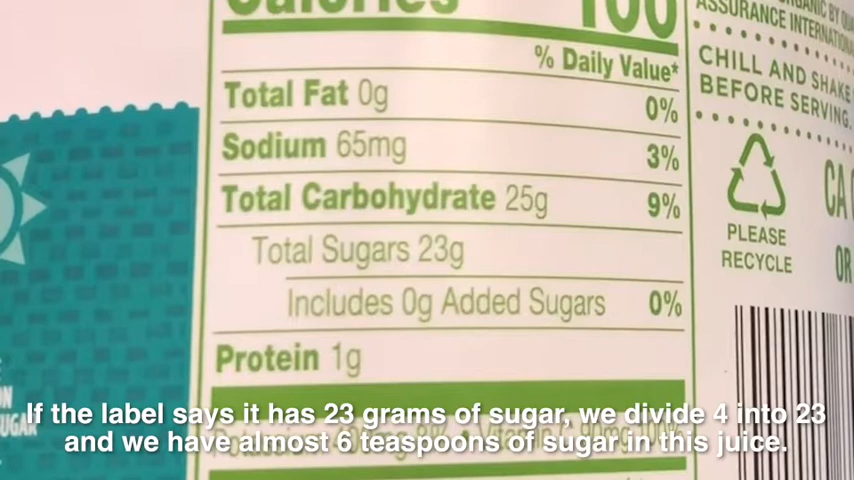 Calories 100
% Daily Value*
Total Fat 0g 0%
Sodium 65mg 3%
Total Carbohydrate 25g 9%
Total Sugars 23g
Includes 0g Added Sugars 0%
Protein 1g
ORGANIC BY
ASSURANCE INTERNATIONAL
CHILL AND SHAKE
BEFORE SERVING.
PLEASE
RECYCLE
CA
OR
If the label says it has 23 grams of sugar, we divide 4 into 23
and we have almost 6 teaspoons of sugar in this juice.